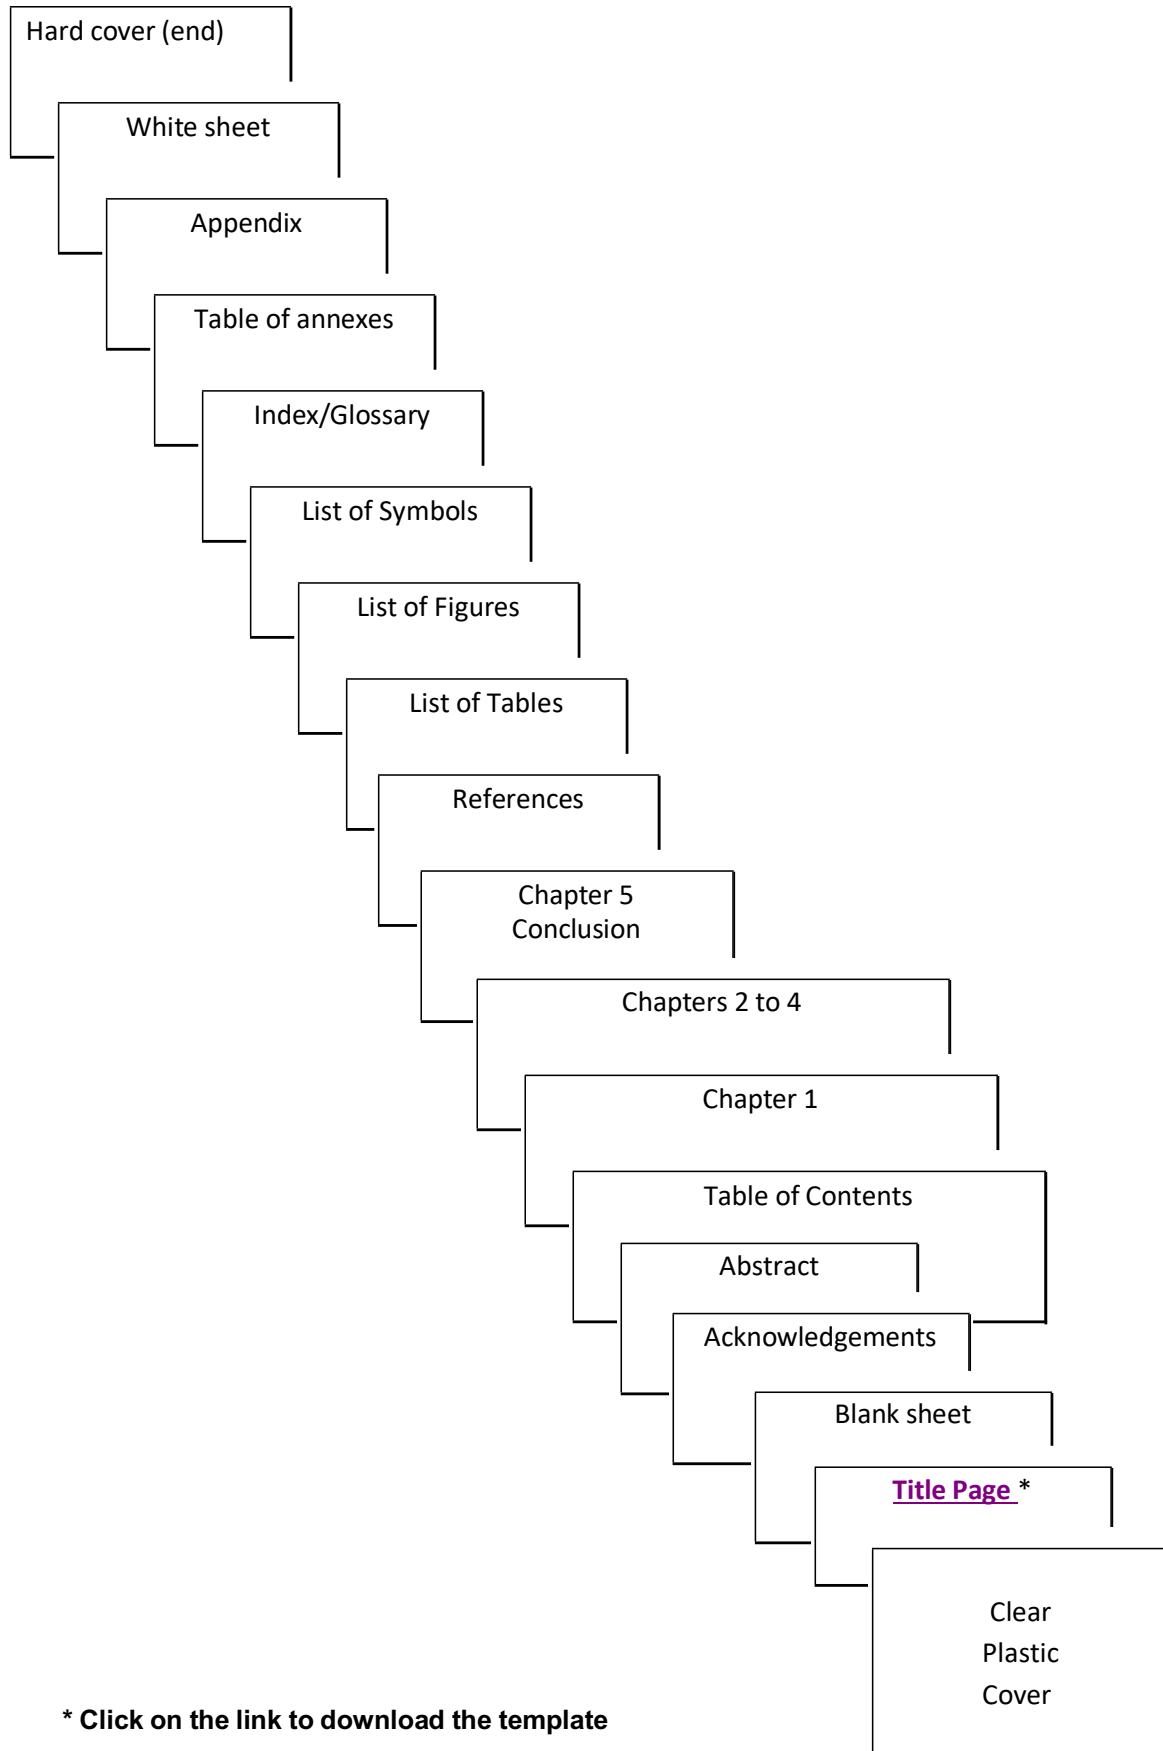 Hard cover (end)
White sheet
Appendix
Table of annexes
Index/Glossary
List of Symbols
List of Figures
List of Tables
References
Chapter 5
Conclusion
Chapters 2 to 4
Chapter 1
Table of Contents
Abstract
Acknowledgements
Blank sheet
Title Page *
Clear
Plastic
Cover
* Click on the link to download the template